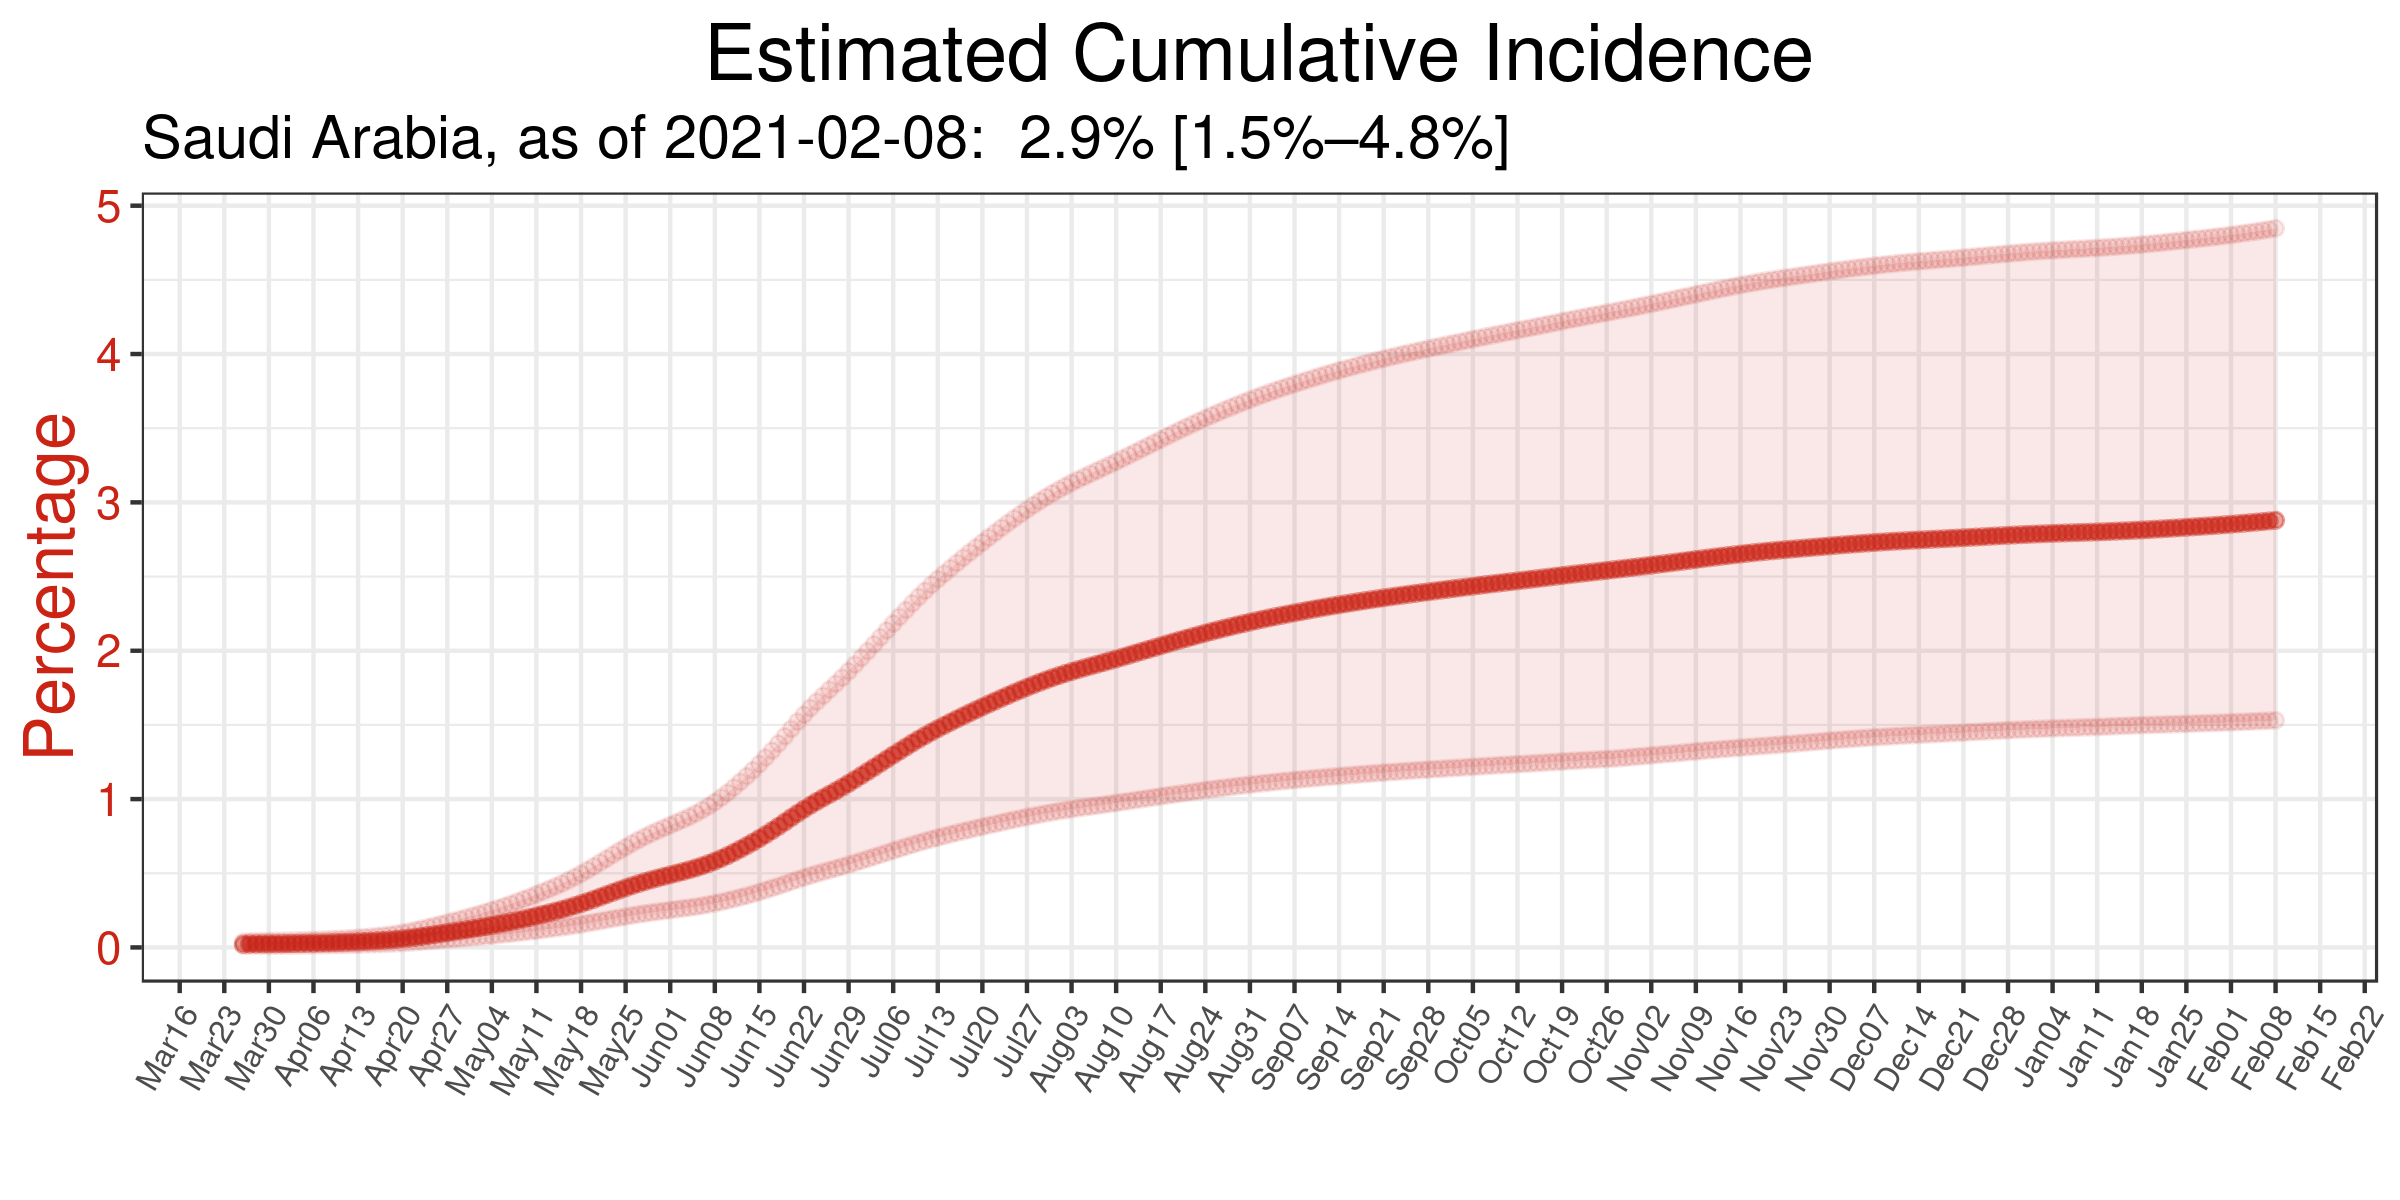 Estimated Cumulative Incidence
Saudi Arabia, as of 2021-02-08: 2.9% [1.5%–4.8%]
Percentage
5
4
3
2
1
0
Mar16
Mar23
Mar30
Apr06
Apr13
Apr20
Apr27
May04
May11
May18
May25
Jun01
Jun08
Jun15
Jun22
Jun29
Jul06
Jul13
Jul20
Jul27
Aug03
Aug10
Aug17
Aug24
Aug31
Sep07
Sep14
Sep21
Sep28
Oct05
Oct12
Oct19
Oct26
Nov02
Nov09
Nov16
Nov23
Nov30
Dec07
Dec14
Dec21
Dec28
Jan04
Jan11
Jan18
Jan25
Feb01
Feb08
Feb15
Feb22